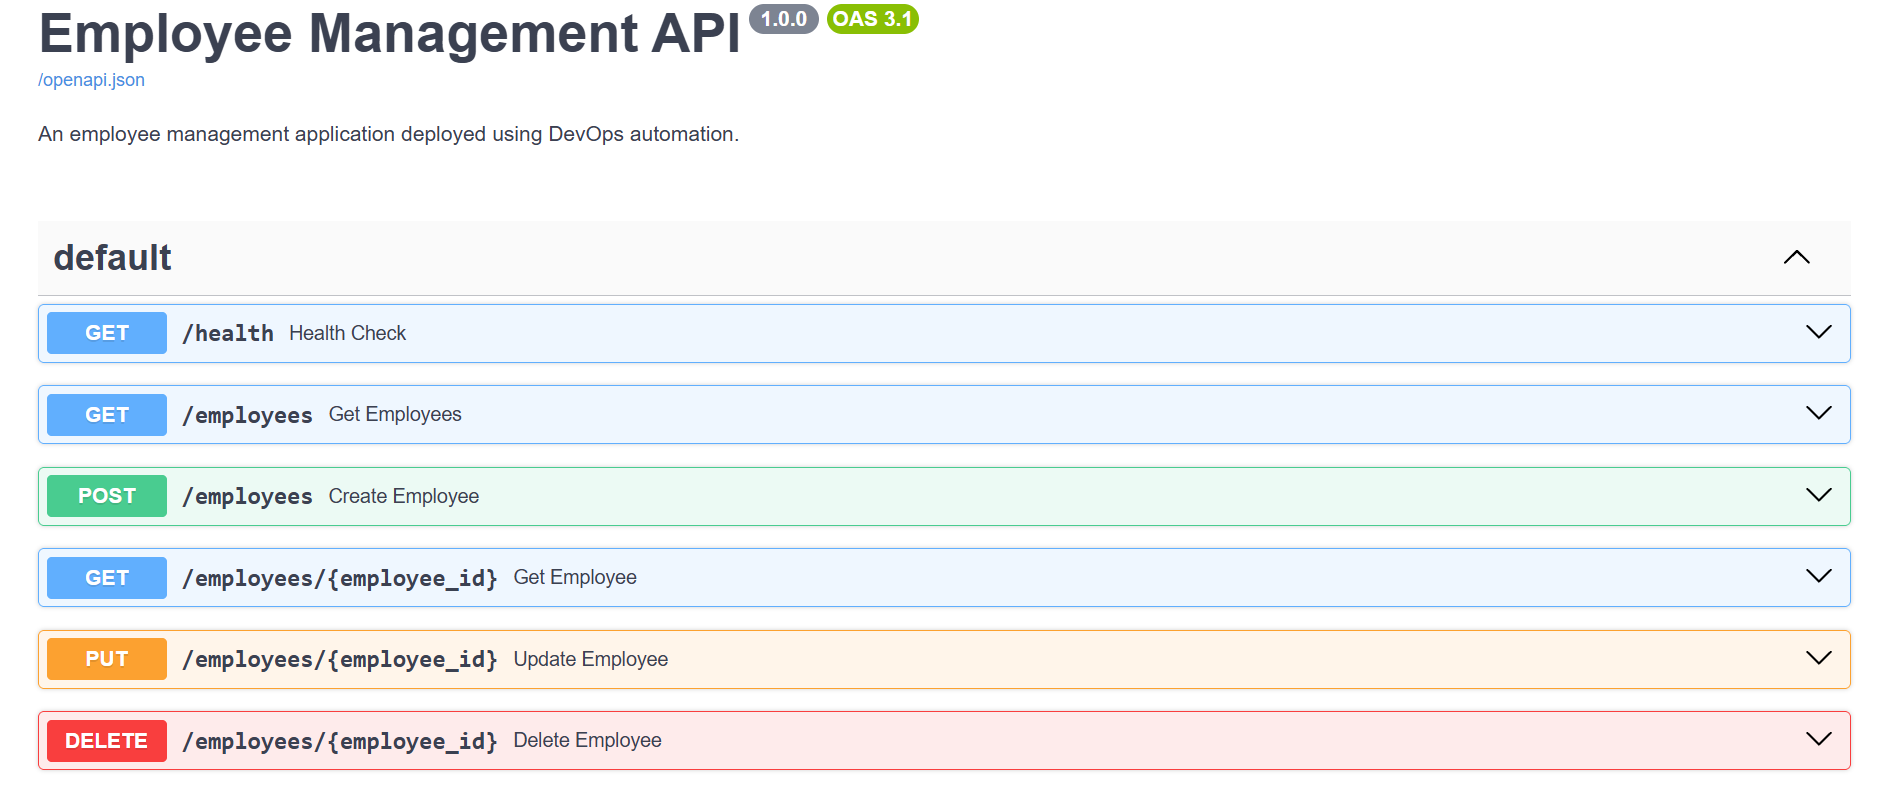 Employee Management API 1.0.0 OAS 3.1
/openapi.json
An employee management application deployed using DevOps automation.
default
GET /health Health Check
GET /employees Get Employees
POST /employees Create Employee
GET /employees/{employee_id} Get Employee
PUT /employees/{employee_id} Update Employee
DELETE /employees/{employee_id} Delete Employee